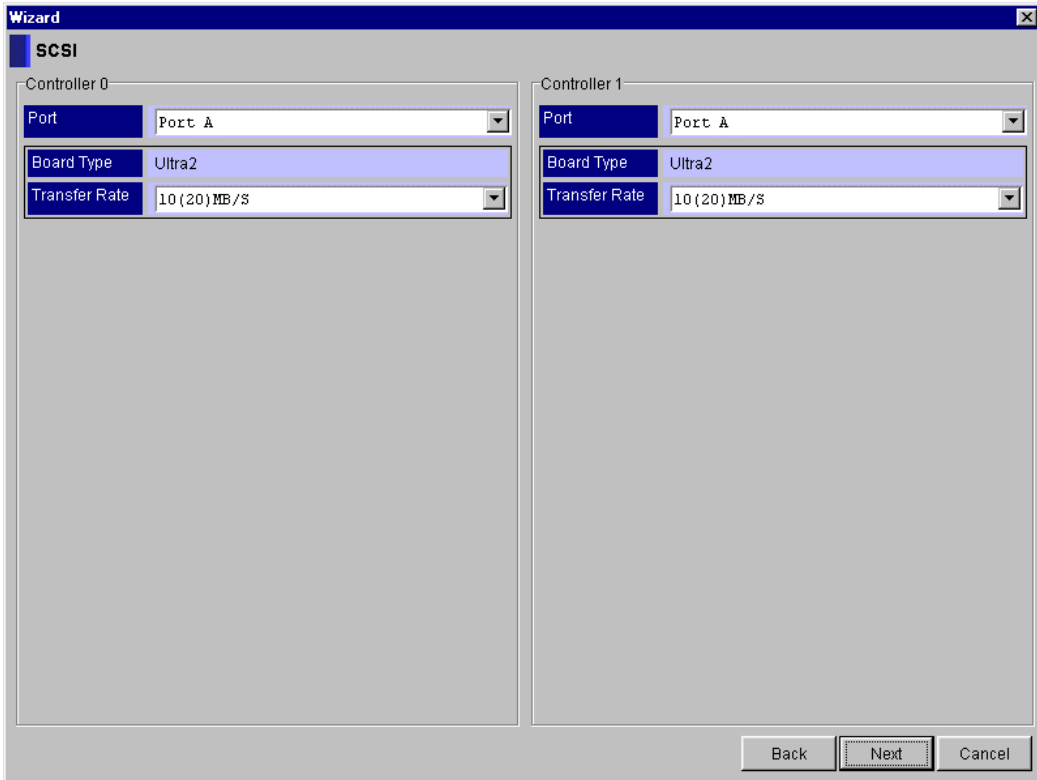 Wizard
SCSI
Controller 0
Port
Port A
Board Type
Ultra2
Transfer Rate
10(20)MB/S
Controller 1
Port
Port A
Board Type
Ultra2
Transfer Rate
10(20)MB/S
Back
Next
Cancel